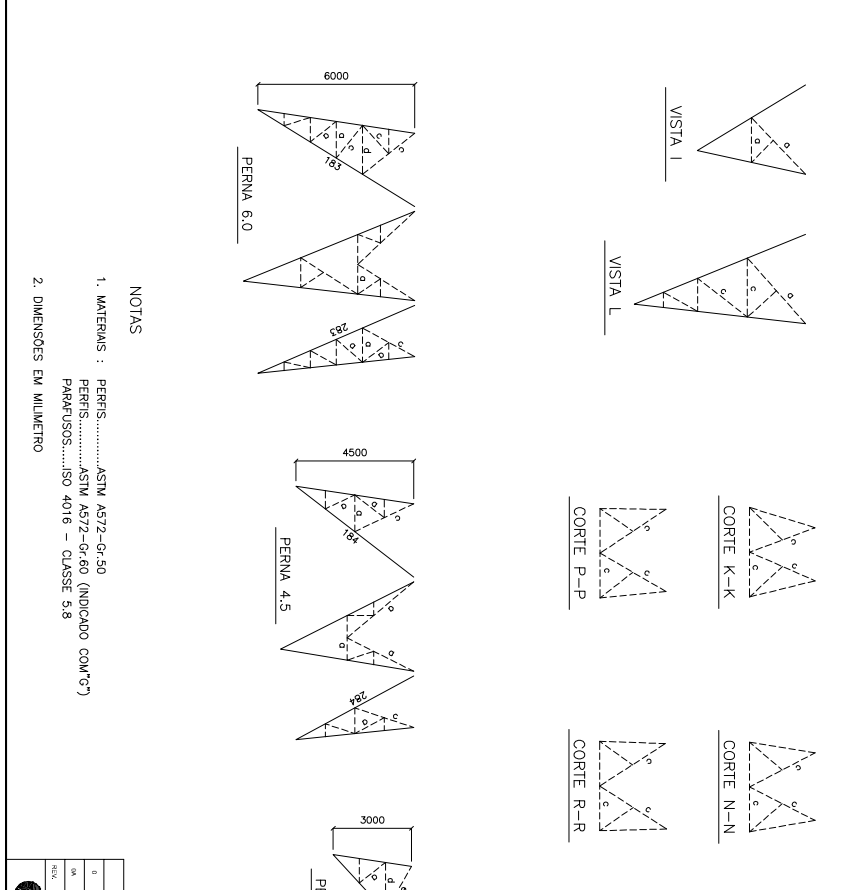 VISTA I
a
a
VISTA L
c
c
a
6000
a
a
c
d
c
c
183
PERNA 6.0
a
283
c
a
a
4500
a
a
c
184
PERNA 4.5
a
a
a
284
c
a
3000
a
CORTE K-K
c
c
c
CORTE P-P
c
c
c
CORTE N-N
c
c
c
CORTE R-R
c
c
c
NOTAS
1. MATERIAIS : PERFIS............ASTM A572-Gr.50
PERFIS............ASTM A572-Gr.60 (INDICADO COM"G")
PARAFUSOS......ISO 4016 - CLASSE 5.8
2. DIMENSÕES EM MILIMETRO
0
0A
REV.